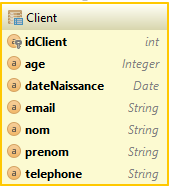 Client
idClient int
age Integer
dateNaissance Date
email String
nom String
prenom String
telephone String